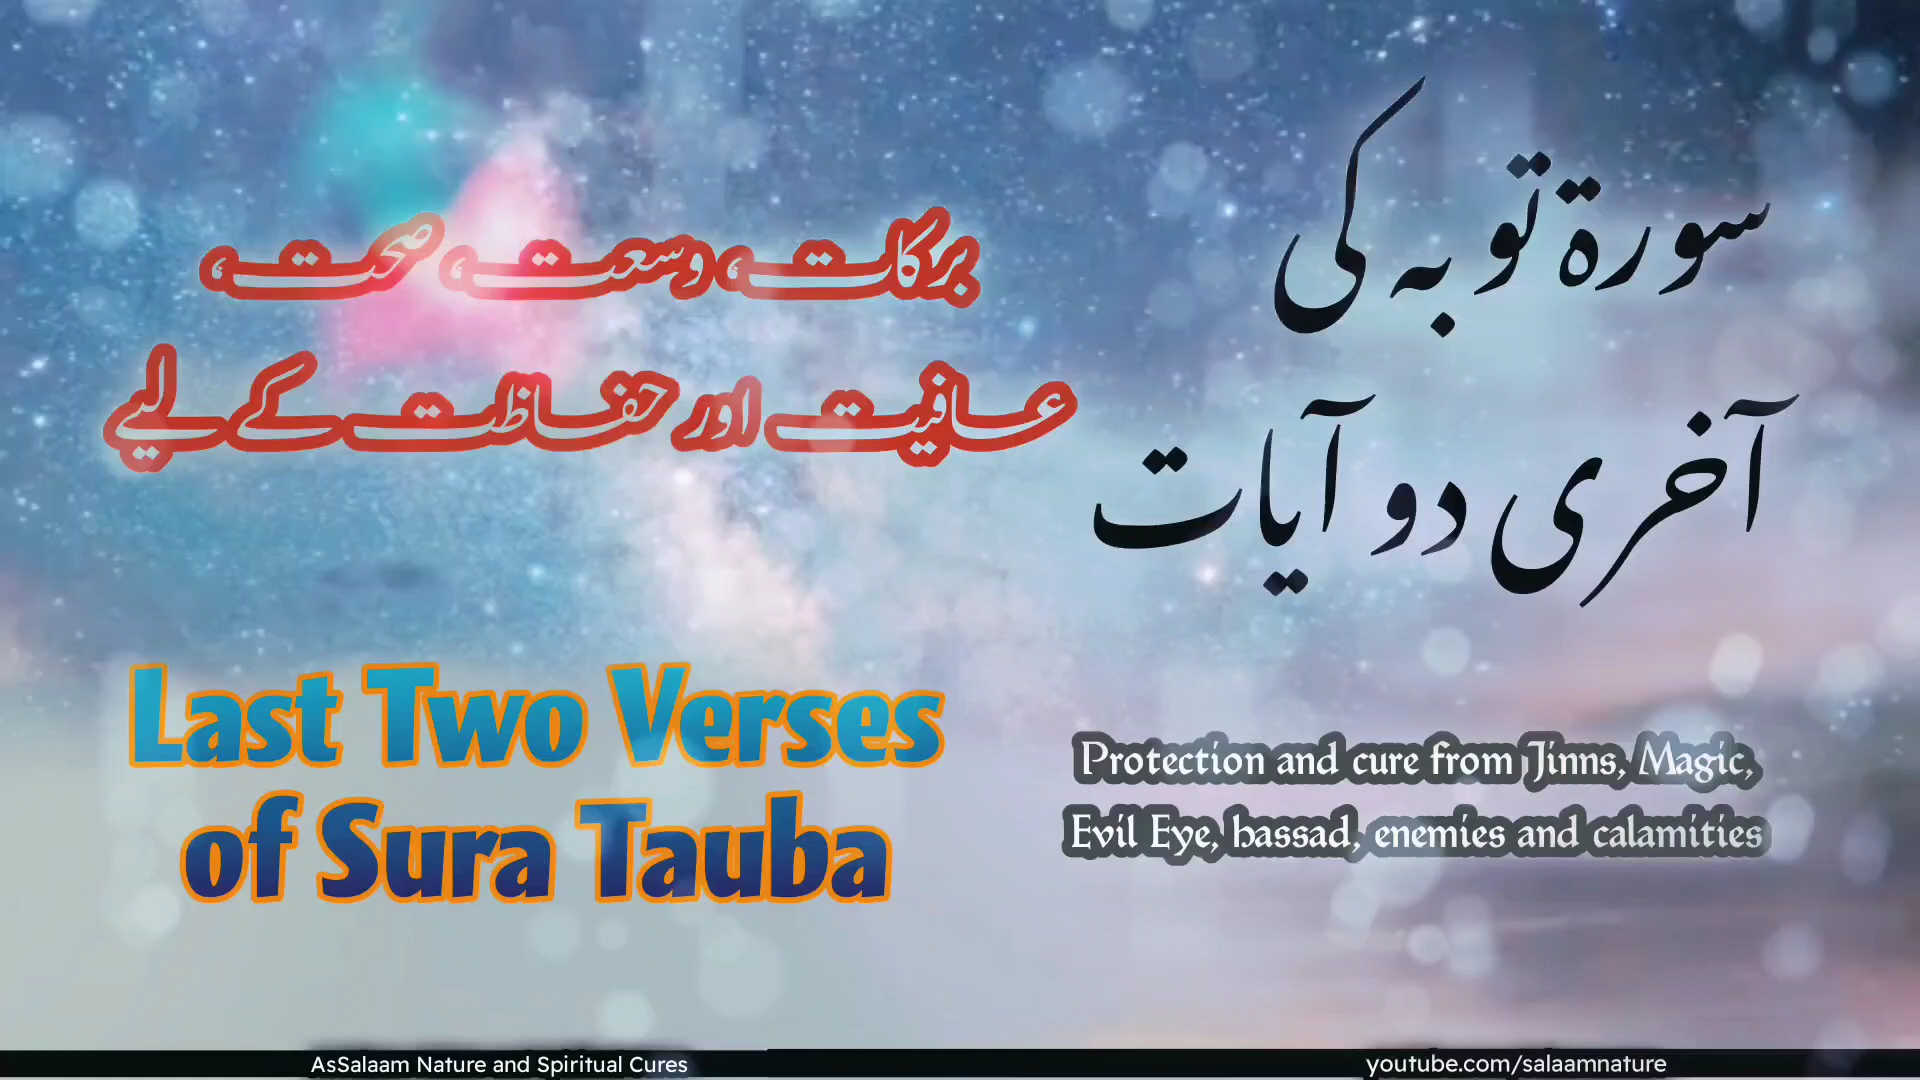 سورۃ توبہ کی
آخری دو آیات
برکات، وسعت، صحت،
عافیت اور حفاظت کے لیے
Last Two Verses
of Sura Tauba
Protection and cure from Jinns, Magic,
Evil Eye, hassad, enemies and calamities
AsSalaam Nature and Spiritual Cures
youtube.com/salaamnature